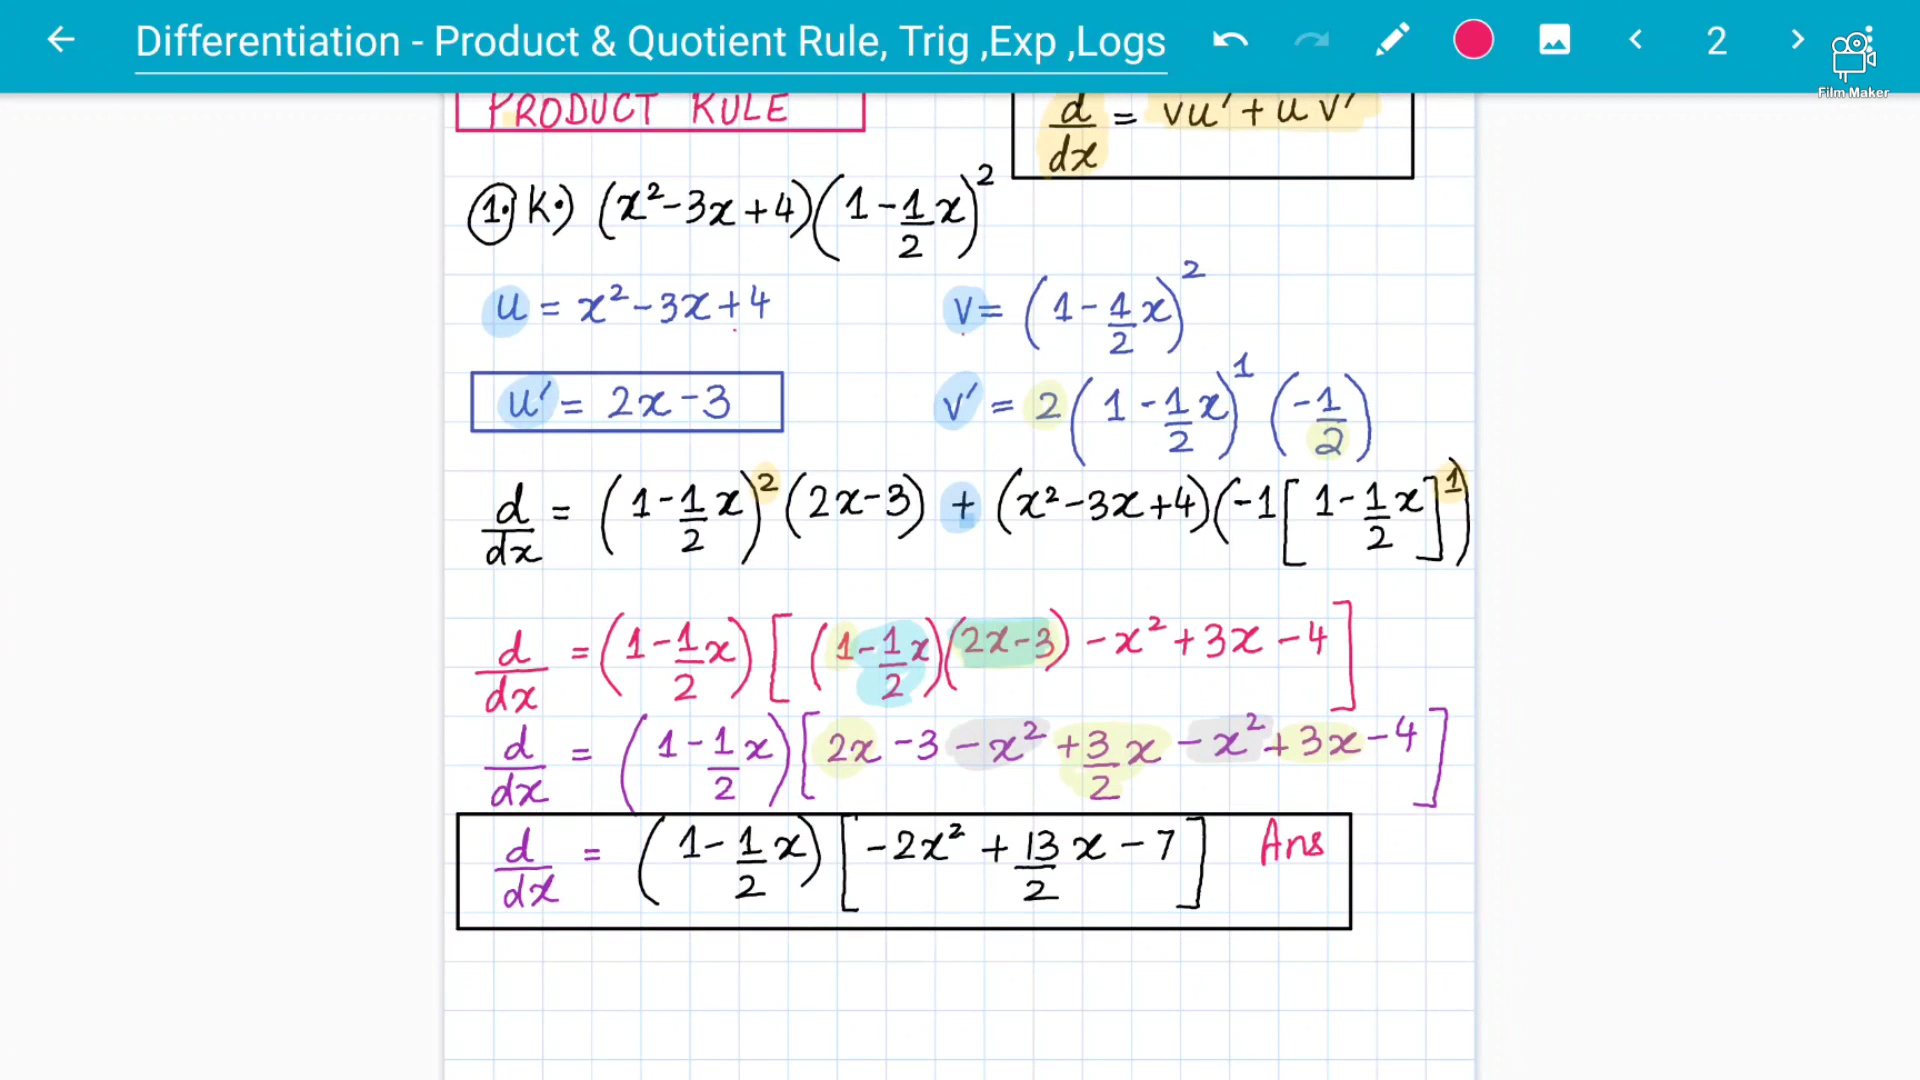 Differentiation - Product & Quotient Rule, Trig ,Exp ,Logs 2
Film Maker
PRODUCT RULE
d/dx = vu' + uv'
1. K.) (x² - 3x + 4)(1 - 1/2 x)²
u = x² - 3x + 4
v = (1 - 1/2 x)²
u' = 2x - 3
v' = 2(1 - 1/2 x)¹ (-1/2)
d/dx = (1 - 1/2 x)² (2x - 3) + (x² - 3x + 4)(-1[1 - 1/2 x]¹)
d/dx = (1 - 1/2 x)[(1 - 1/2 x)(2x - 3) - x² + 3x - 4]
d/dx = (1 - 1/2 x)[2x - 3 - x² + 3/2 x - x² + 3x - 4]
d/dx = (1 - 1/2 x)[-2x² + 13/2 x - 7] Ans